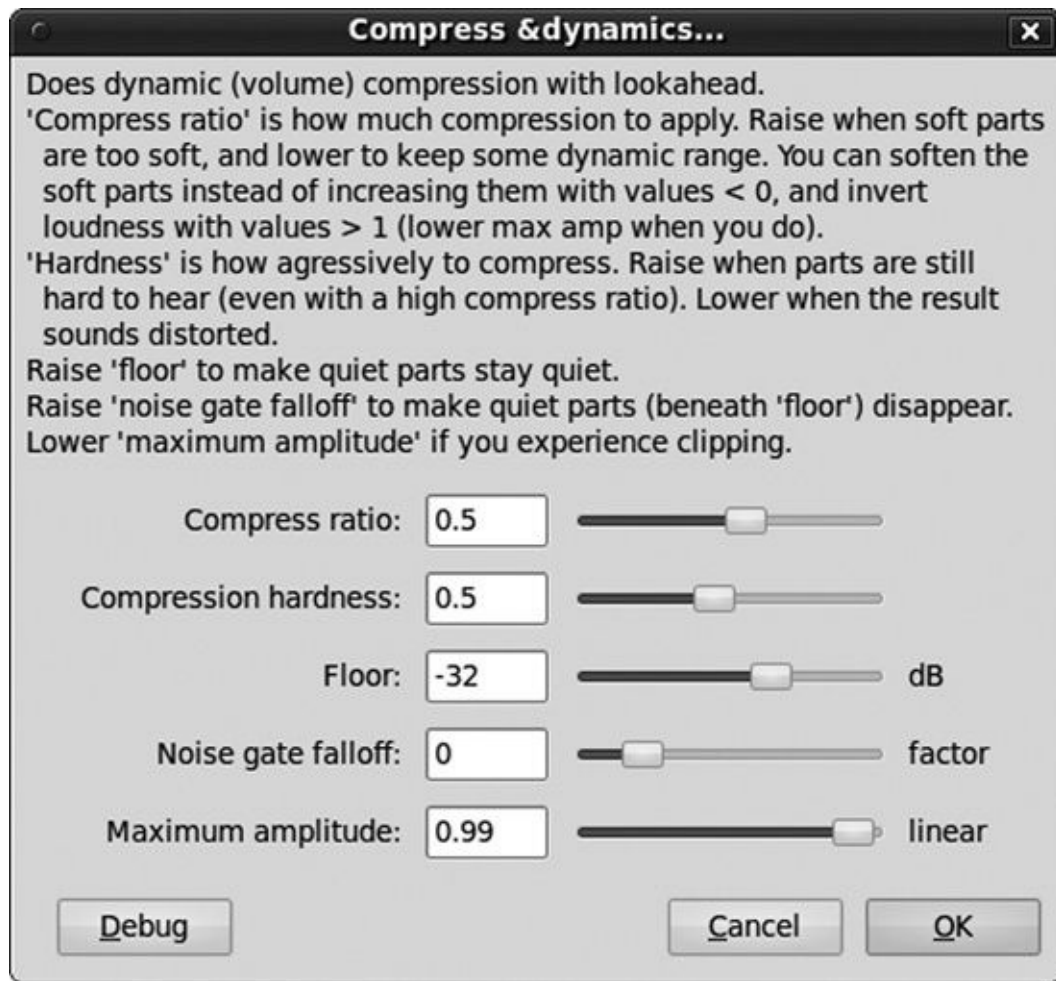 Compress &dynamics...
Does dynamic (volume) compression with lookahead.
'Compress ratio' is how much compression to apply. Raise when soft parts
are too soft, and lower to keep some dynamic range. You can soften the
soft parts instead of increasing them with values < 0, and invert
loudness with values > 1 (lower max amp when you do).
'Hardness' is how agressively to compress. Raise when parts are still
hard to hear (even with a high compress ratio). Lower when the result
sounds distorted.
Raise 'floor' to make quiet parts stay quiet.
Raise 'noise gate falloff' to make quiet parts (beneath 'floor') disappear.
Lower 'maximum amplitude' if you experience clipping.
Compress ratio: 0.5
Compression hardness: 0.5
Floor: -32 dB
Noise gate falloff: 0 factor
Maximum amplitude: 0.99 linear
Debug Cancel OK